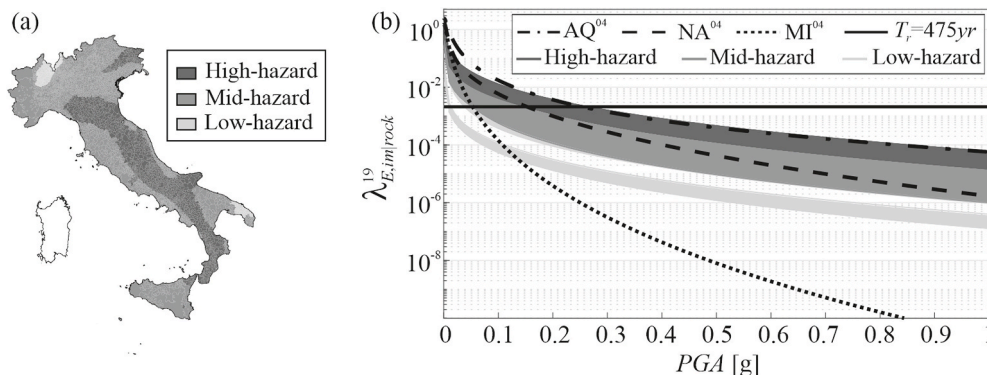 (a)
High-hazard
Mid-hazard
Low-hazard
(b)
AQ⁰⁴ NA⁰⁴ MI⁰⁴ Tᵣ=475yr
High-hazard Mid-hazard Low-hazard
10⁰
10⁻²
10⁻⁴
10⁻⁶
10⁻⁸
λ¹⁹E,im|rock
0 0.1 0.2 0.3 0.4 0.5 0.6 0.7 0.8 0.9 1
PGA [g]